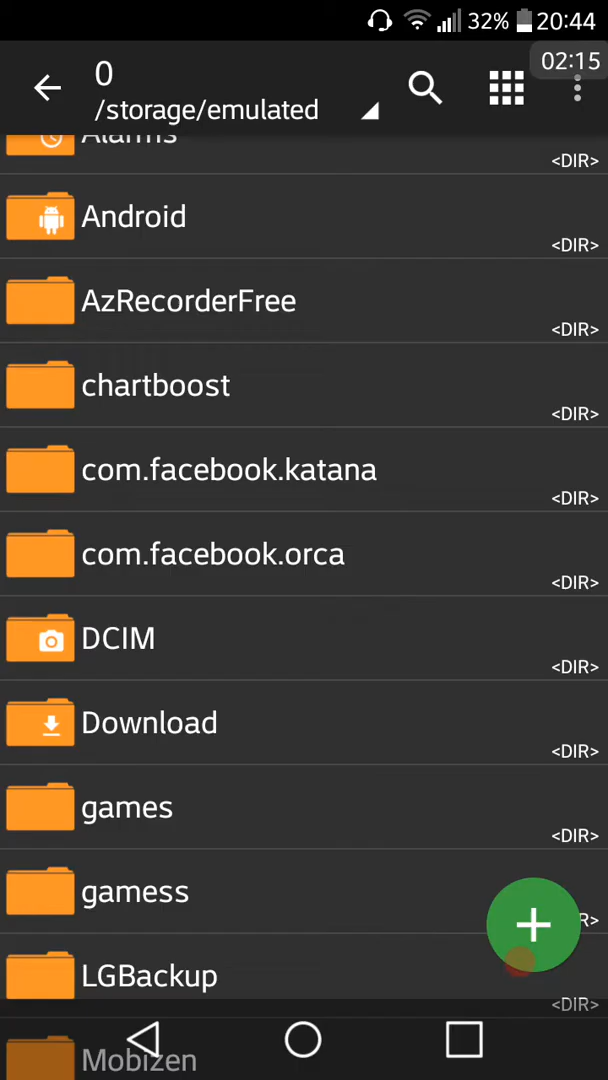 32% 20:44
02:15
0
/storage/emulated
Alarms
<DIR>
Android
<DIR>
AzRecorderFree
<DIR>
chartboost
<DIR>
com.facebook.katana
<DIR>
com.facebook.orca
<DIR>
DCIM
<DIR>
Download
<DIR>
games
<DIR>
gamess
R>
LGBackup
<DIR>
Mobizen